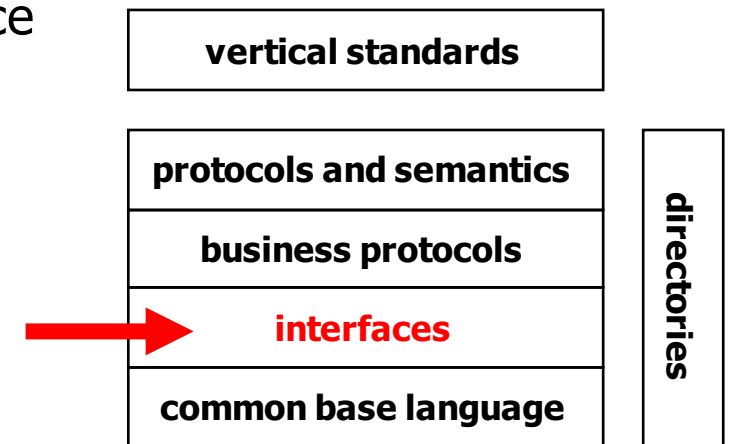 ce
vertical standards
protocols and semantics
business protocols
interfaces
common base language
directories